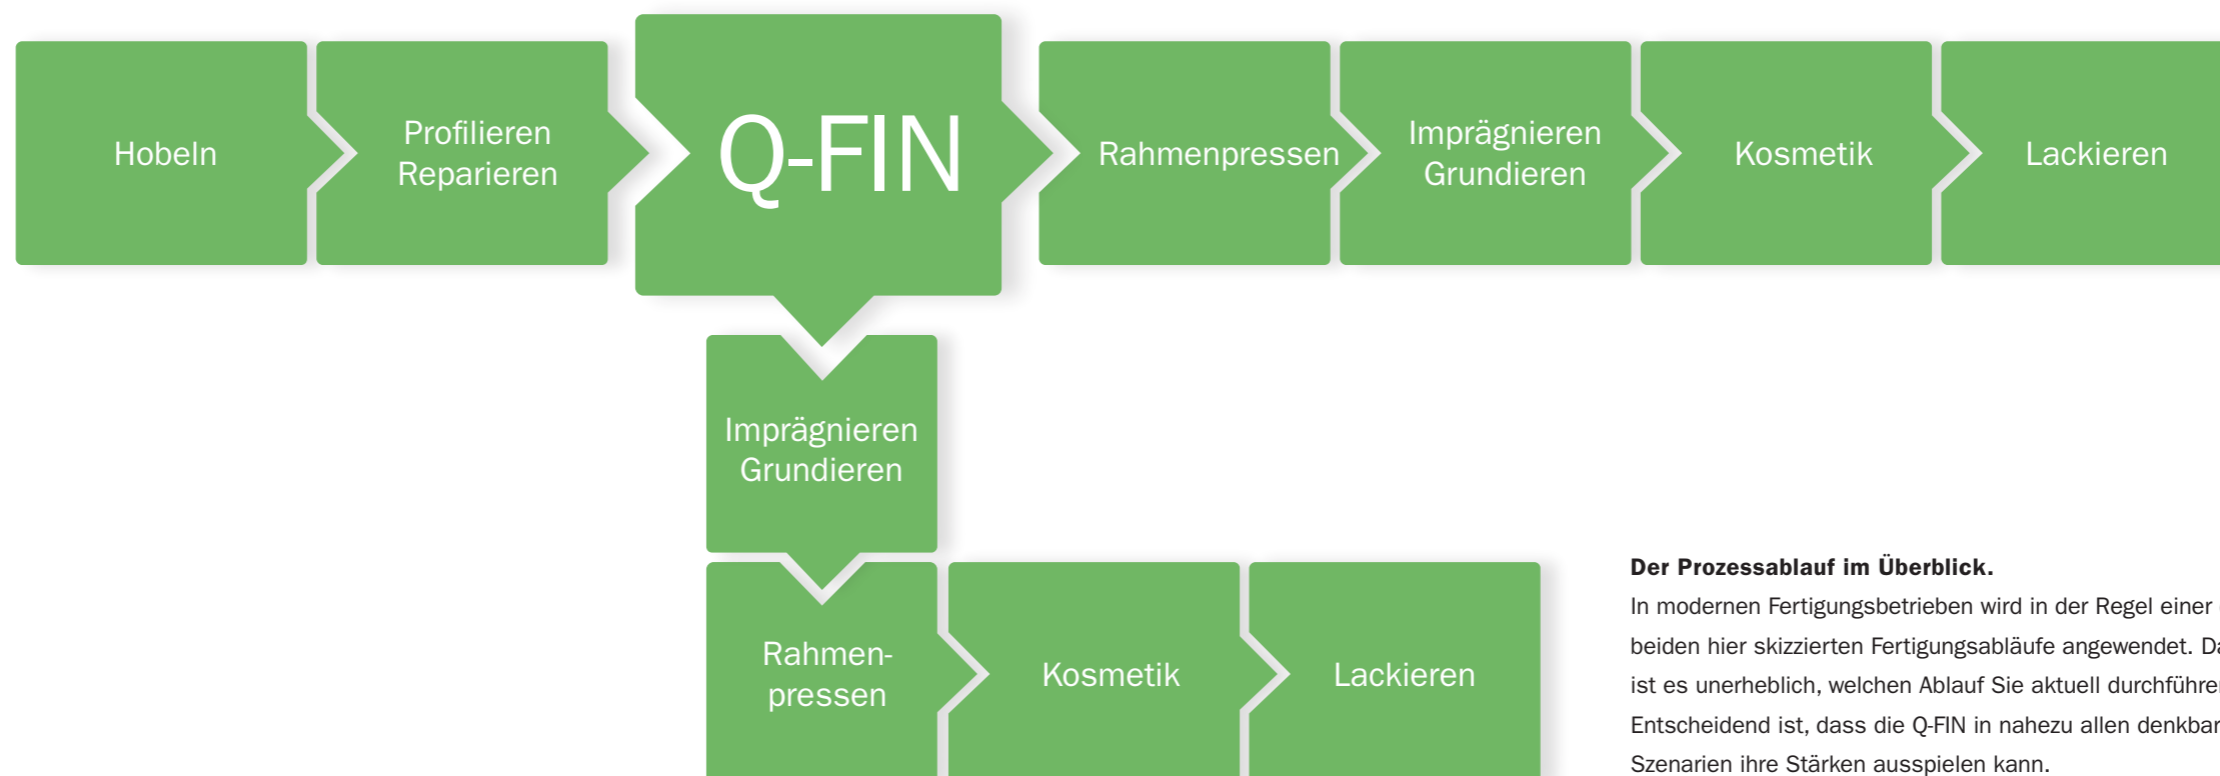 Hobeln
Profilieren
Reparieren
Q-FIN
Rahmenpressen
Imprägnieren
Grundieren
Kosmetik
Lackieren
Imprägnieren
Grundieren
Rahmen-
pressen
Kosmetik
Lackieren
Der Prozessablauf im Überblick.
In modernen Fertigungsbetrieben wird in der Regel einer
beiden hier skizzierten Fertigungsabläufe angewendet.
ist es unerheblich, welchen Ablauf Sie aktuell
Entscheidend ist, dass die Q-FIN in nahezu allen
Szenarien ihre Stärken ausspielen kann.